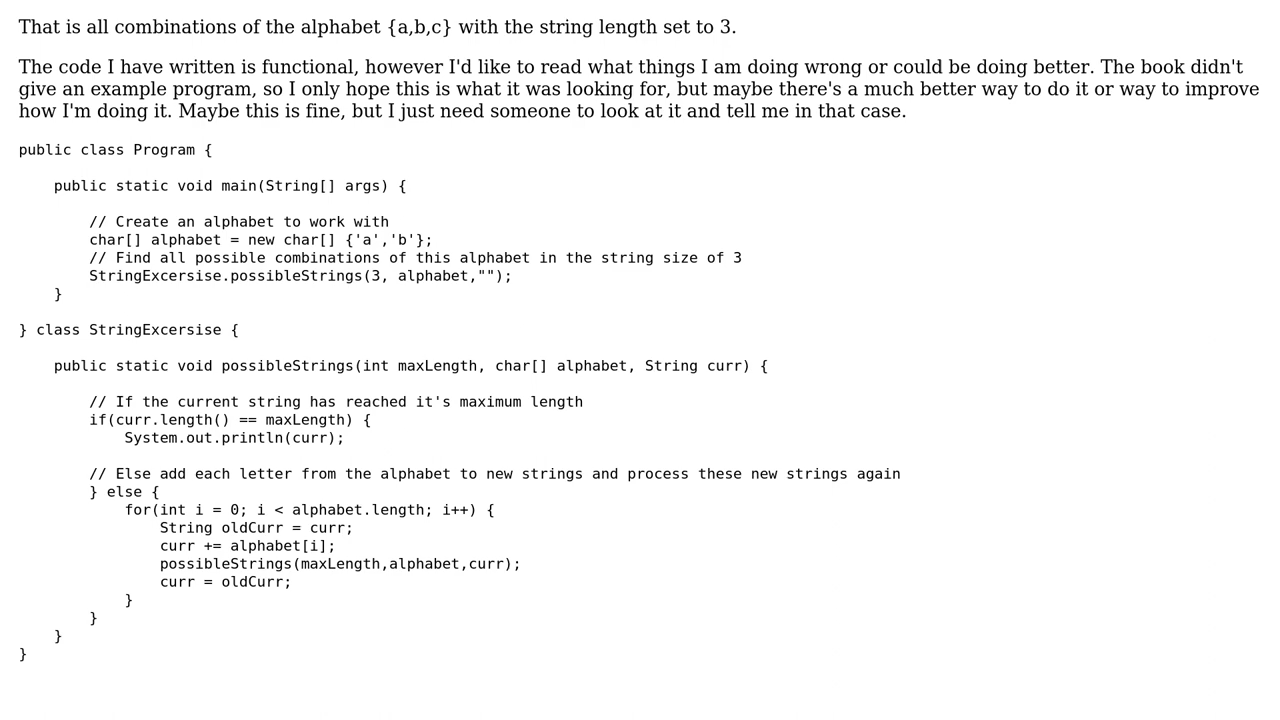 That is all combinations of the alphabet {a,b,c} with the string length set to 3.
The code I have written is functional, however I'd like to read what things I am doing wrong or could be doing better. The book didn't
give an example program, so I only hope this is what it was looking for, but maybe there's a much better way to do it or way to improve
how I'm doing it. Maybe this is fine, but I just need someone to look at it and tell me in that case.
public class Program {
    public static void main(String[] args) {
        // Create an alphabet to work with
        char[] alphabet = new char[] {'a','b'};
        // Find all possible combinations of this alphabet in the string size of 3
        StringExcersise.possibleStrings(3, alphabet,"");
    }
} class StringExcersise {
    public static void possibleStrings(int maxLength, char[] alphabet, String curr) {
        // If the current string has reached it's maximum length
        if(curr.length() == maxLength) {
            System.out.println(curr);
        // Else add each letter from the alphabet to new strings and process these new strings again
        } else {
            for(int i = 0; i < alphabet.length; i++) {
                String oldCurr = curr;
                curr += alphabet[i];
                possibleStrings(maxLength,alphabet,curr);
                curr = oldCurr;
            }
        }
    }
}